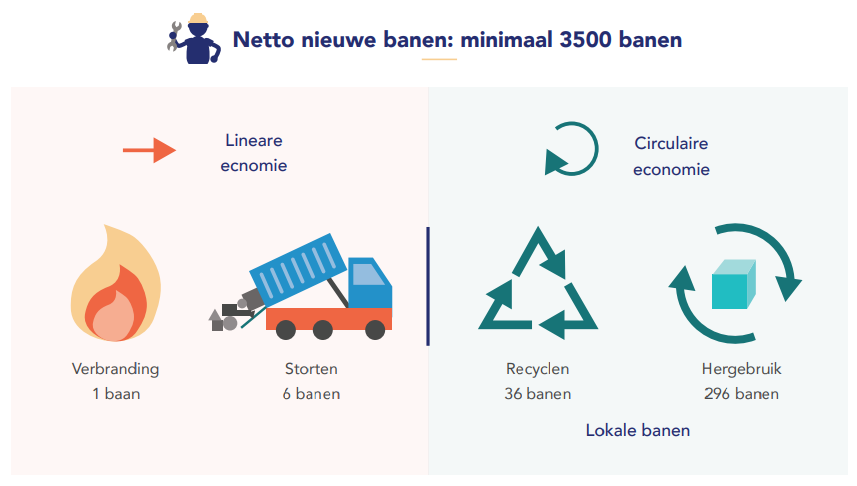 Netto nieuwe banen: minimaal 3500 banen
Lineare
ecnomie
Circulaire
economie
Verbranding
1 baan
Storten
6 banen
Recyclen
36 banen
Hergebruik
296 banen
Lokale banen